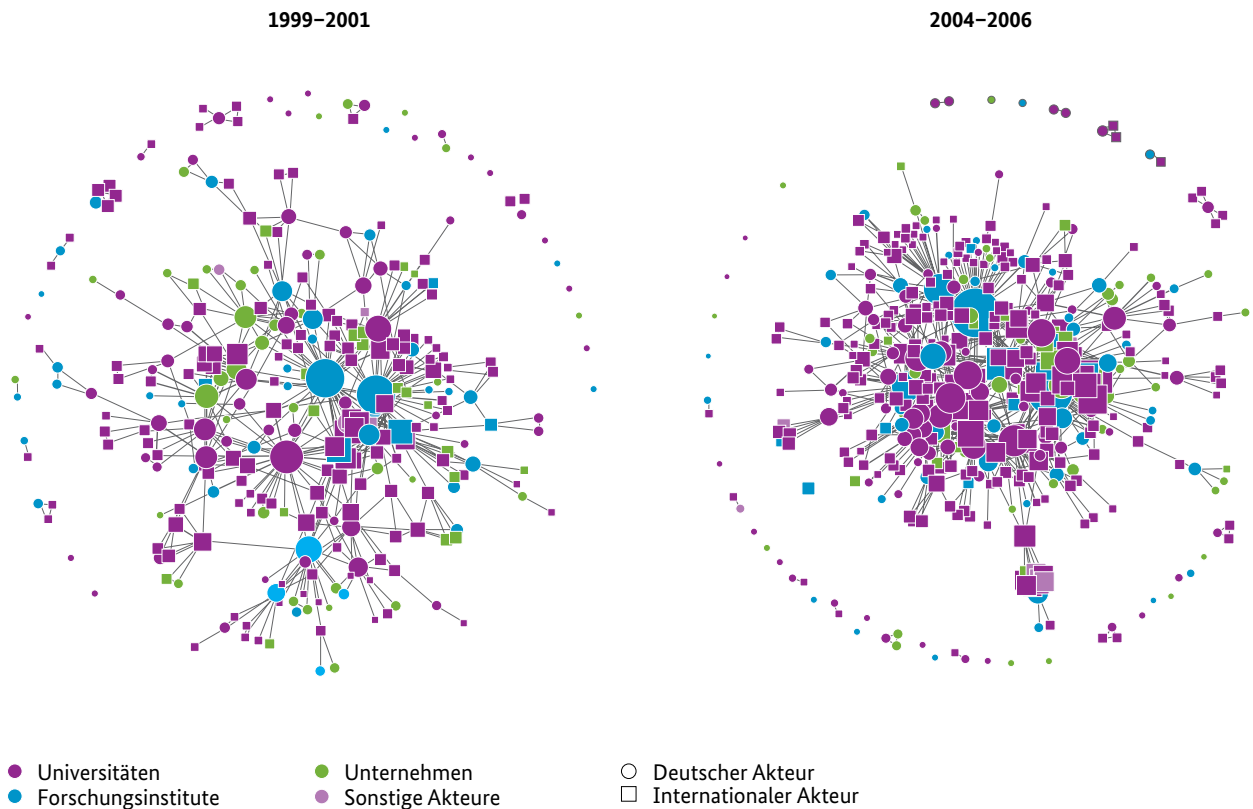 1999–2001
2004–2006
Universitäten
Forschungsinstitute
Unternehmen
Sonstige Akteure
Deutscher Akteur
Internationaler Akteur